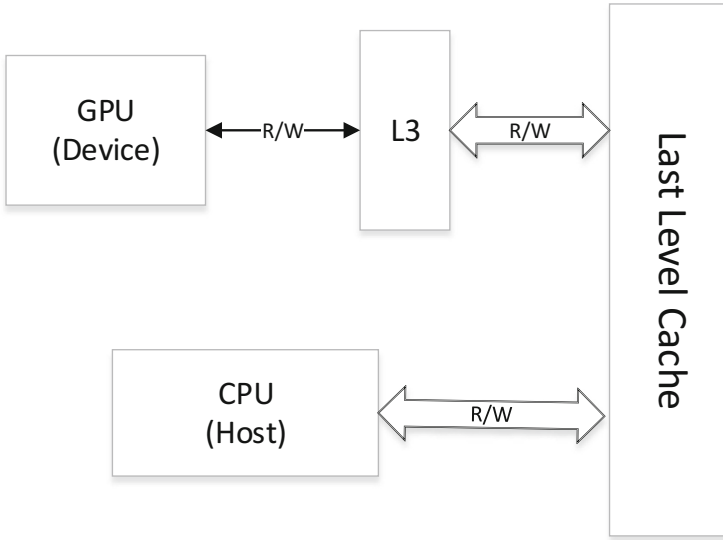 GPU
(Device)
R/W
L3
R/W
Last Level Cache
CPU
(Host)
R/W